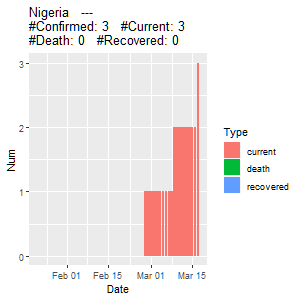 Nigeria   ---
#Confirmed: 3   #Current: 3
#Death: 0   #Recovered: 0
3
2
1
0
Num
Feb 01
Feb 15
Mar 01
Mar 15
Date
Type
current
death
recovered